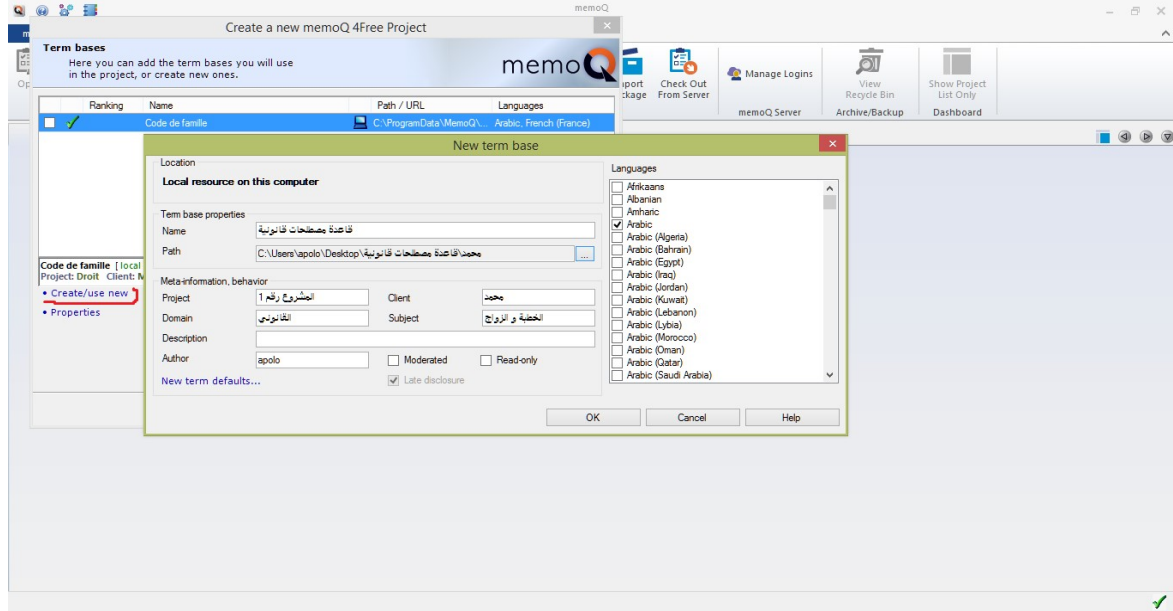 memoQ
Create a new memoQ 4Free Project
Term bases
Here you can add the term bases you will use
in the project, or create new ones.
memoQ
Check Out
From Server
Manage Logins
memoQ Server
View
Recycle Bin
Archive/Backup
Show Project
List Only
Dashboard
Ranking Name Path / URL Languages
Code de famille C:\ProgramData\MemoQ\... Arabic, French (France)
Code de famille [local
Project: Droit Client: M
• Create/use new
• Properties
New term base
Location
Local resource on this computer
Term base properties
Name قاعدة مصطلحات قانونية
Path C:\Users\apolo\Desktop\محمد\قاعدة مصطلحات قانونية ...
Meta-information, behavior
Project المشروع رقم 1 Client محمد
Domain القانوني Subject الخطبة و الزواج
Description
Author apolo Moderated Read-only
New term defaults... Late disclosure
Languages
Afrikaans
Albanian
Amharic
Arabic
Arabic (Algeria)
Arabic (Bahrain)
Arabic (Egypt)
Arabic (Iraq)
Arabic (Jordan)
Arabic (Kuwait)
Arabic (Lebanon)
Arabic (Lybia)
Arabic (Morocco)
Arabic (Oman)
Arabic (Qatar)
Arabic (Saudi Arabia)
OK Cancel Help